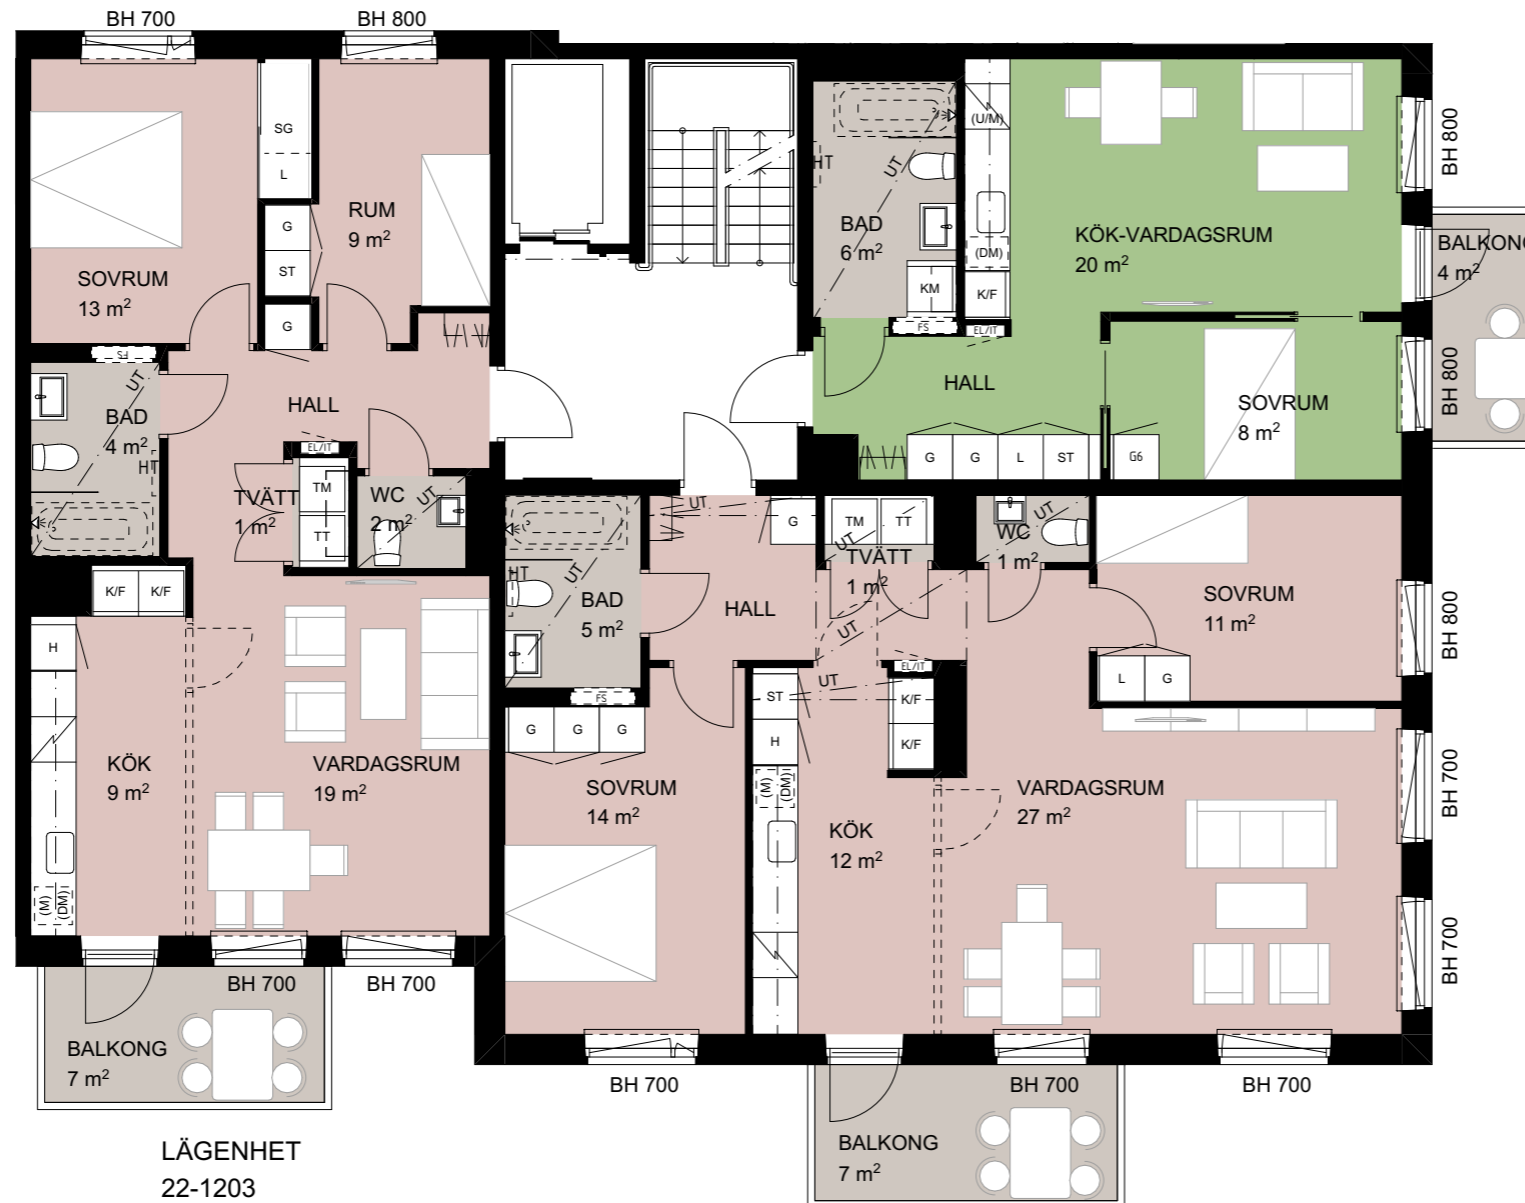 BH 700
BH 800
SG
L
G
ST
G
RUM
9 m²
SOVRUM
13 m²
FS
UT
BAD
4 m²
HT
HALL
EL/IT
TVÄTT
1 m²
TM
TT
WC
2 m²
UT
K/F
K/F
H
KÖK
9 m²
VARDAGSRUM
19 m²
(M)
(DM)
BH 700
BH 700
BALKONG
7 m²
LÄGENHET
22-1203
HT
UT
BAD
6 m²
KM
FS
(U/M)
(DM)
K/F
EL/IT
KÖK-VARDAGSRUM
20 m²
BH 800
BALKONG
4 m²
HALL
G
G
L
ST
G6
SOVRUM
8 m²
BH 800
UT
G
TM
TT
UT
TVÄTT
1 m²
UT
WC
1 m²
UT
HT
UT
BAD
5 m²
FS
HALL
SOVRUM
11 m²
L
G
BH 800
EL/IT
UT
ST
H
K/F
K/F
G
G
G
SOVRUM
14 m²
(M)
(DM)
KÖK
12 m²
VARDAGSRUM
27 m²
BH 700
BH 700
BH 700
BH 700
BH 700
BALKONG
7 m²